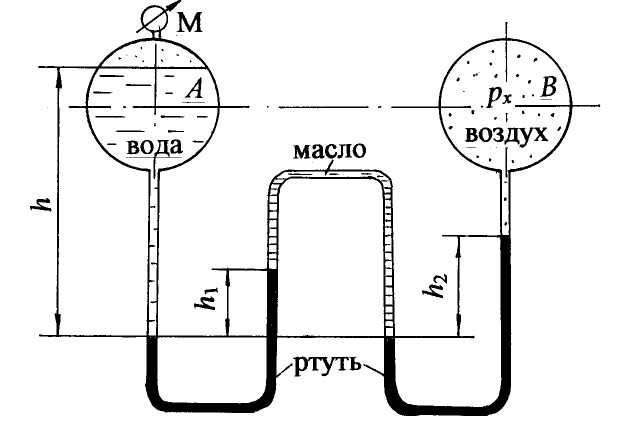 M
A
вода
pₓ
B
воздух
масло
h
h₁
h₂
ртуть